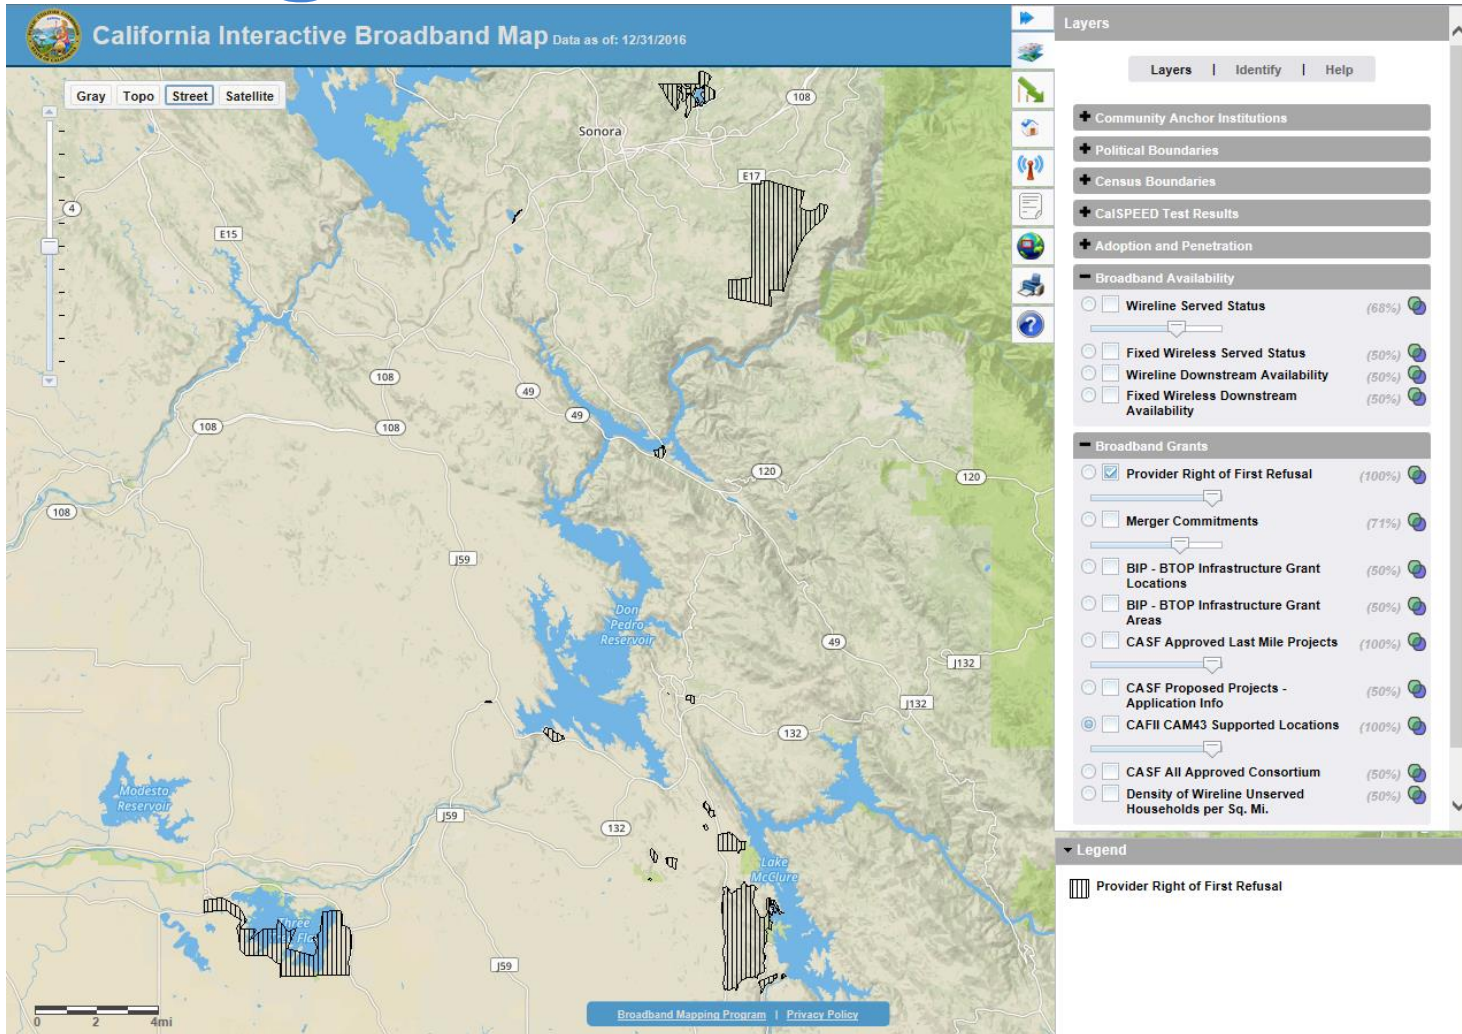 California Interactive Broadband Map Data as of: 12/31/2016
Gray Topo Street Satellite
108
Sonora
E17
4
E15
108
49
49
108
108
120
120
108
J59
Don
Pedro
Reservoir
49
J132
J132
132
Modesto
Reservoir
J59
132
Lake
McClure
Three
J59
0 2 4mi
Broadband Mapping Program | Privacy Policy
Layers
Layers | Identify | Help
Community Anchor Institutions
Political Boundaries
Census Boundaries
CalSPEED Test Results
Adoption and Penetration
Broadband Availability
Wireline Served Status (68%)
Fixed Wireless Served Status (50%)
Wireline Downstream Availability (50%)
Fixed Wireless Downstream (50%)
Availability
Broadband Grants
Provider Right of First Refusal (100%)
Merger Commitments (71%)
BIP - BTOP Infrastructure Grant (50%)
Locations
BIP - BTOP Infrastructure Grant (50%)
Areas
CASF Approved Last Mile Projects (100%)
CASF Proposed Projects - (50%)
Application Info
CAFII CAM43 Supported Locations (100%)
CASF All Approved Consortium (50%)
Density of Wireline Unserved (50%)
Households per Sq. Mi.
Legend
Provider Right of First Refusal